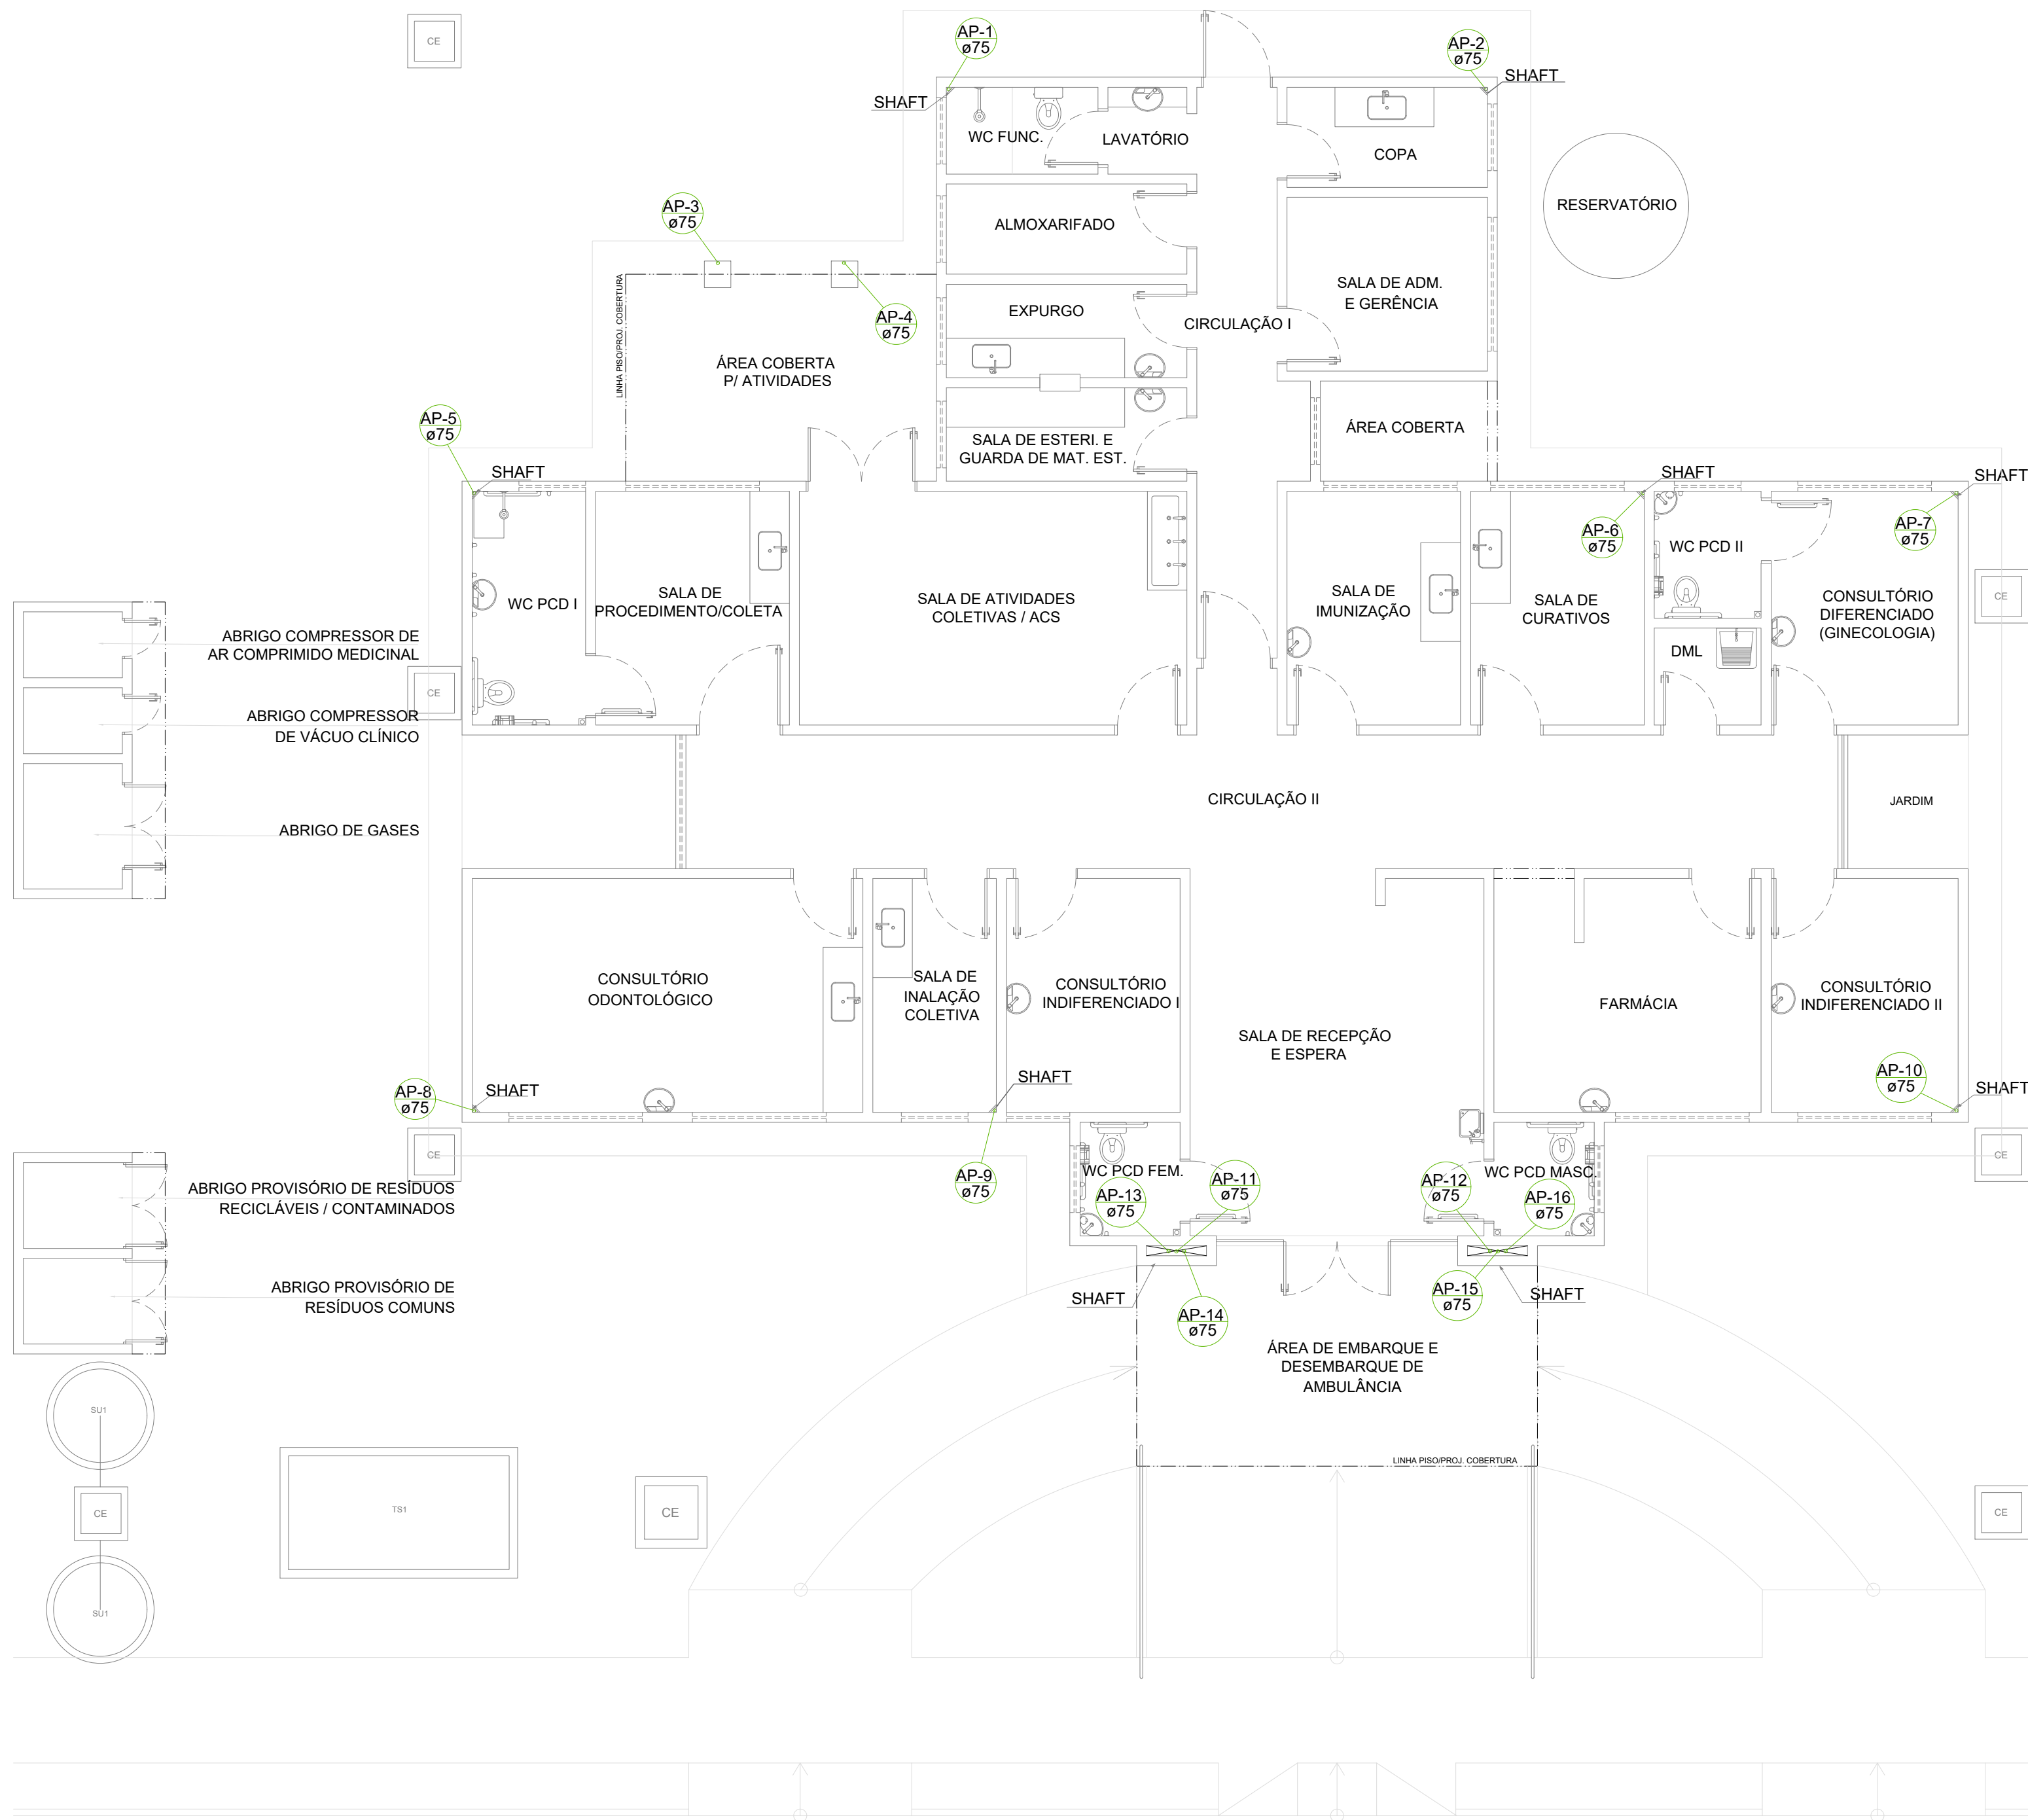 CE
AP-1
ø75
AP-2
ø75
SHAFT
SHAFT
WC FUNC.
LAVATÓRIO
COPA
RESERVATÓRIO
AP-3
ø75
ALMOXARIFADO
SALA DE ADM.
E GERÊNCIA
AP-4
ø75
EXPURGO
CIRCULAÇÃO I
LINHA PISO/PROJ. COBERTURA
ÁREA COBERTA
P/ ATIVIDADES
AP-5
ø75
SHAFT
SALA DE ESTERI. E
GUARDA DE MAT. EST.
ÁREA COBERTA
SHAFT
SHAFT
AP-6
ø75
AP-7
ø75
WC PCD II
WC PCD I
SALA DE
PROCEDIMENTO/COLETA
SALA DE ATIVIDADES
COLETIVAS / ACS
SALA DE
IMUNIZAÇÃO
SALA DE
CURATIVOS
CONSULTÓRIO
DIFERENCIADO
(GINECOLOGIA)
CE
DML
ABRIGO COMPRESSOR DE
AR COMPRIMIDO MEDICINAL
CE
ABRIGO COMPRESSOR
DE VÁCUO CLÍNICO
CIRCULAÇÃO II
JARDIM
ABRIGO DE GASES
CONSULTÓRIO
ODONTOLÓGICO
SALA DE
INALAÇÃO
COLETIVA
CONSULTÓRIO
INDIFERENCIADO I
SALA DE RECEPÇÃO
E ESPERA
FARMÁCIA
CONSULTÓRIO
INDIFERENCIADO II
AP-8
ø75
SHAFT
SHAFT
AP-10
ø75
SHAFT
CE
CE
AP-9
ø75
WC PCD FEM.
AP-13
ø75
AP-11
ø75
AP-12
ø75
WC PCD MASC.
AP-16
ø75
ABRIGO PROVISÓRIO DE RESÍDUOS
RECICLÁVEIS / CONTAMINADOS
ABRIGO PROVISÓRIO DE
RESÍDUOS COMUNS
SHAFT
AP-14
ø75
AP-15
ø75
SHAFT
ÁREA DE EMBARQUE E
DESEMBARQUE DE
AMBULÂNCIA
SU1
LINHA PISO/PROJ. COBERTURA
CE
TS1
CE
CE
SU1